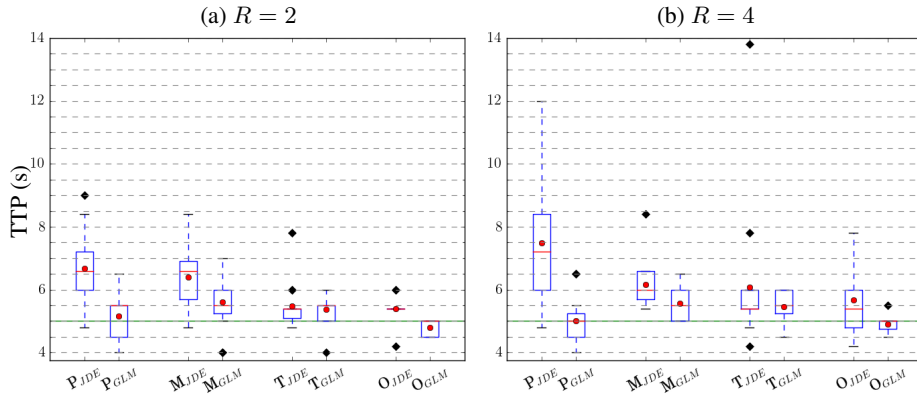 (a) R = 2
(b) R = 4
TTP (s)
14
12
10
8
6
4
P_JDE P_GLM M_JDE M_GLM T_JDE T_GLM O_JDE O_GLM
14
12
10
8
6
4
P_JDE P_GLM M_JDE M_GLM T_JDE T_GLM O_JDE O_GLM